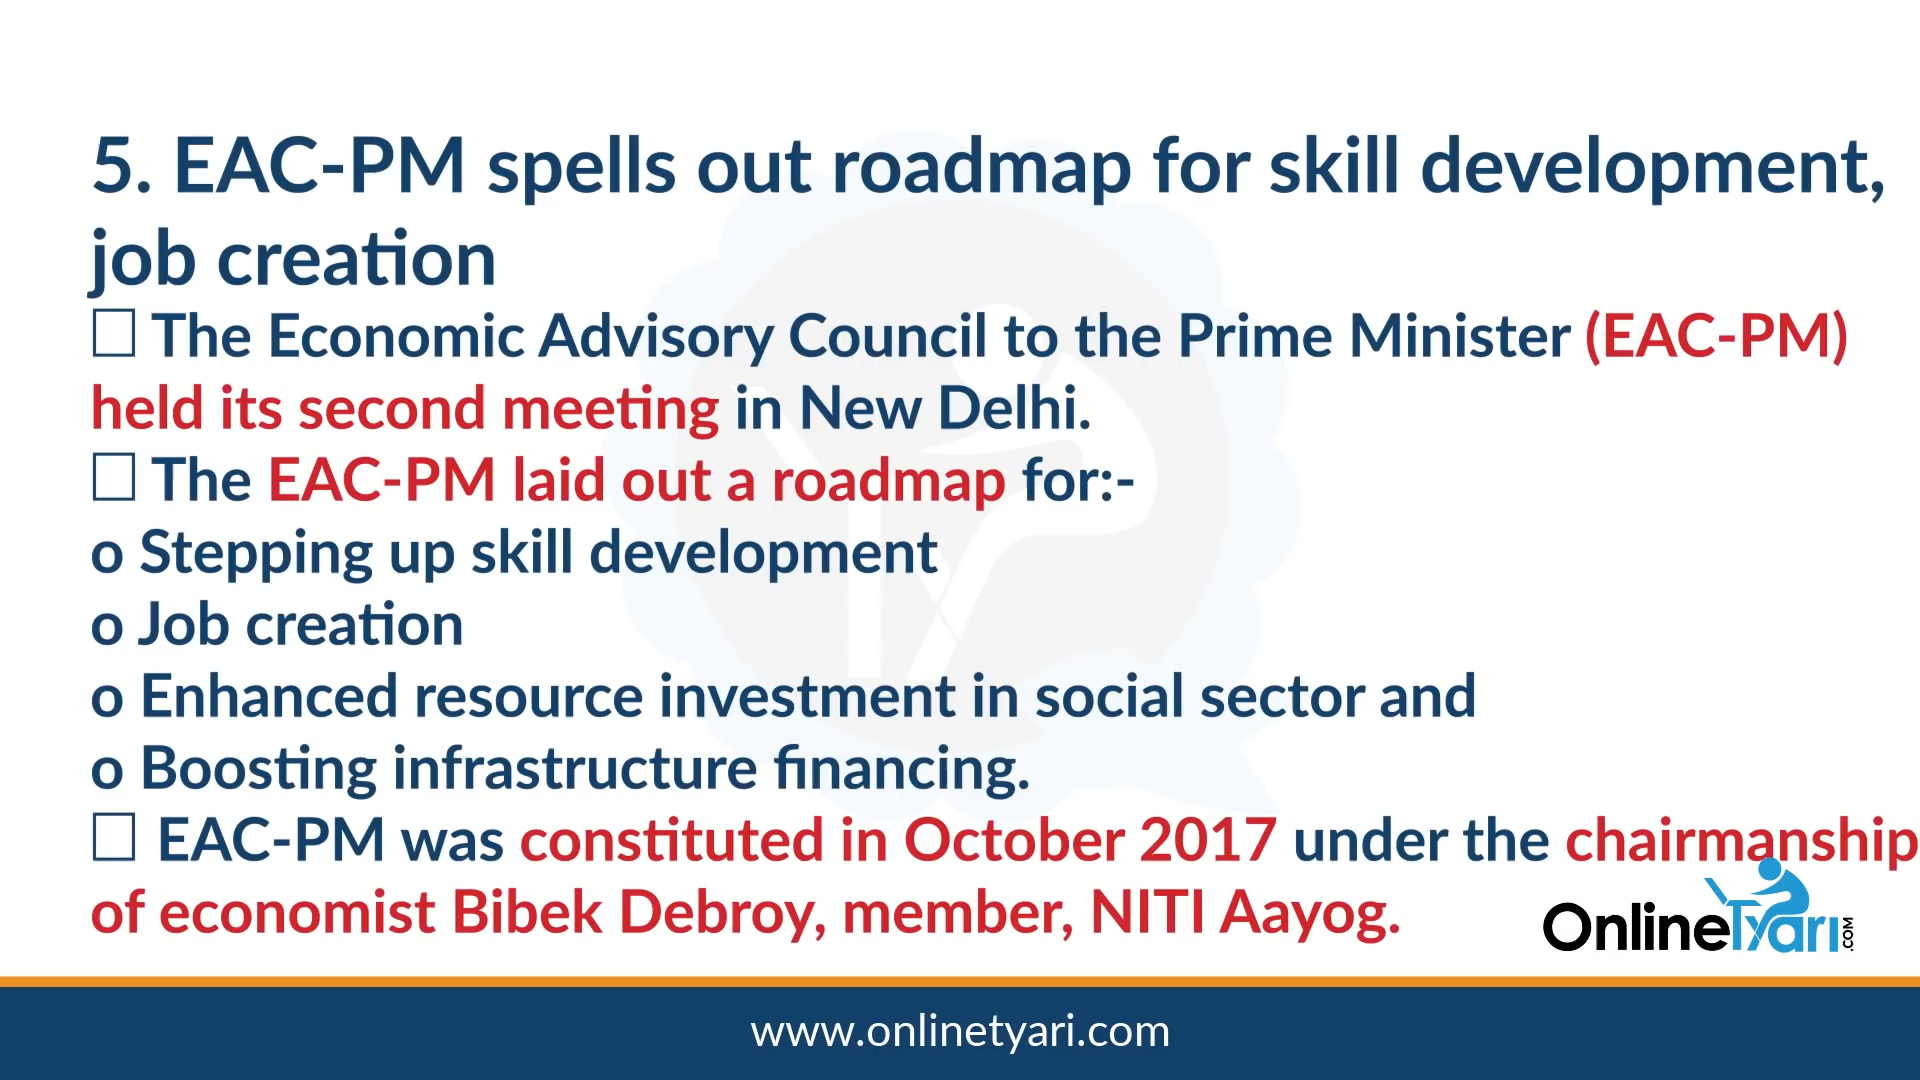 5. EAC-PM spells out roadmap for skill development,
job creation
□ The Economic Advisory Council to the Prime Minister (EAC-PM)
held its second meeting in New Delhi.
□ The EAC-PM laid out a roadmap for:-
o Stepping up skill development
o Job creation
o Enhanced resource investment in social sector and
o Boosting infrastructure financing.
□ EAC-PM was constituted in October 2017 under the chairmanship
of economist Bibek Debroy, member, NITI Aayog.
OnlineTyari.COM
www.onlinetyari.com